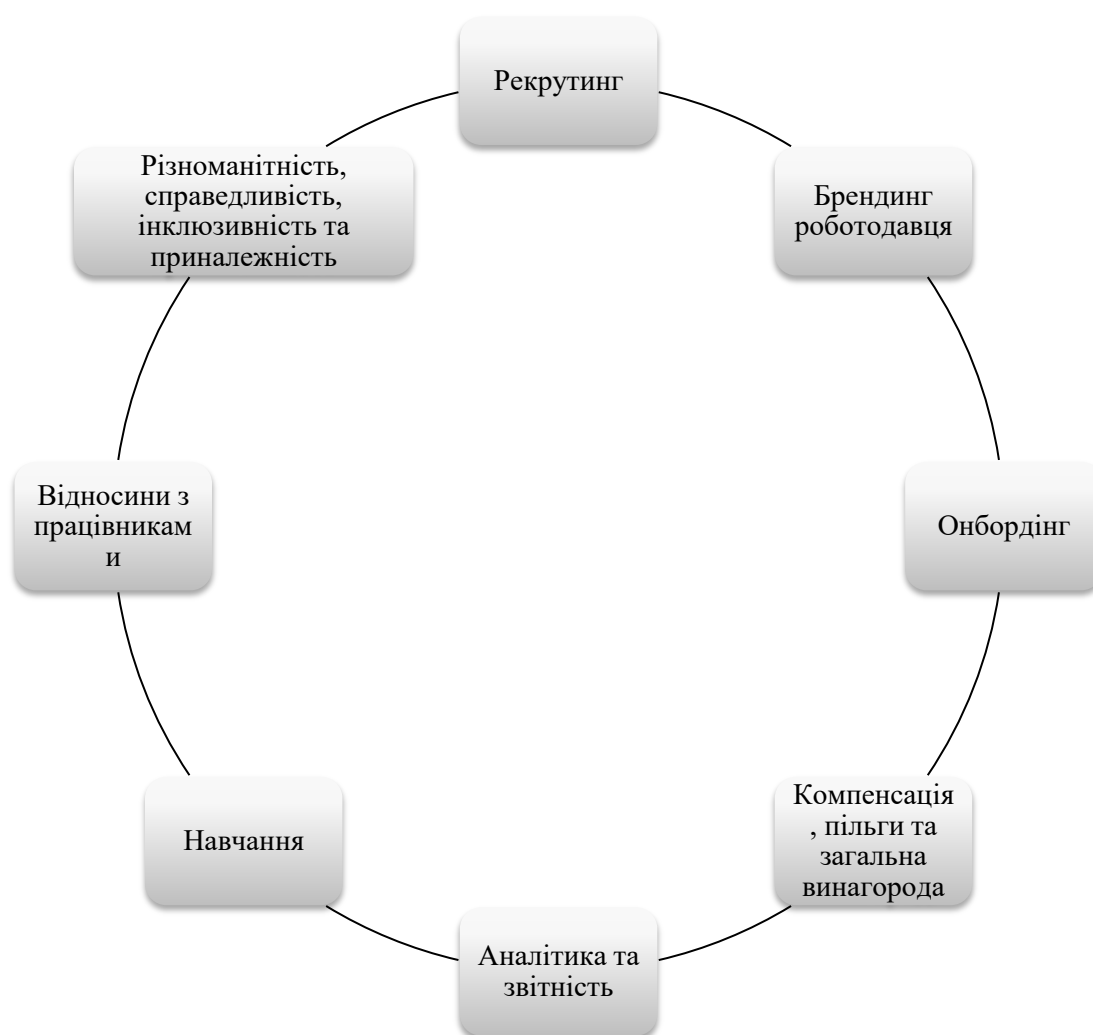 Рекрутинг
Брендинг
роботодавця
Онбордінг
Компенсація
, пільги та
загальна
винагорода
Аналітика та
звітність
Навчання
Відносини з
працівникам
и
Різноманітність,
справедливість,
інклюзивність та
приналежність